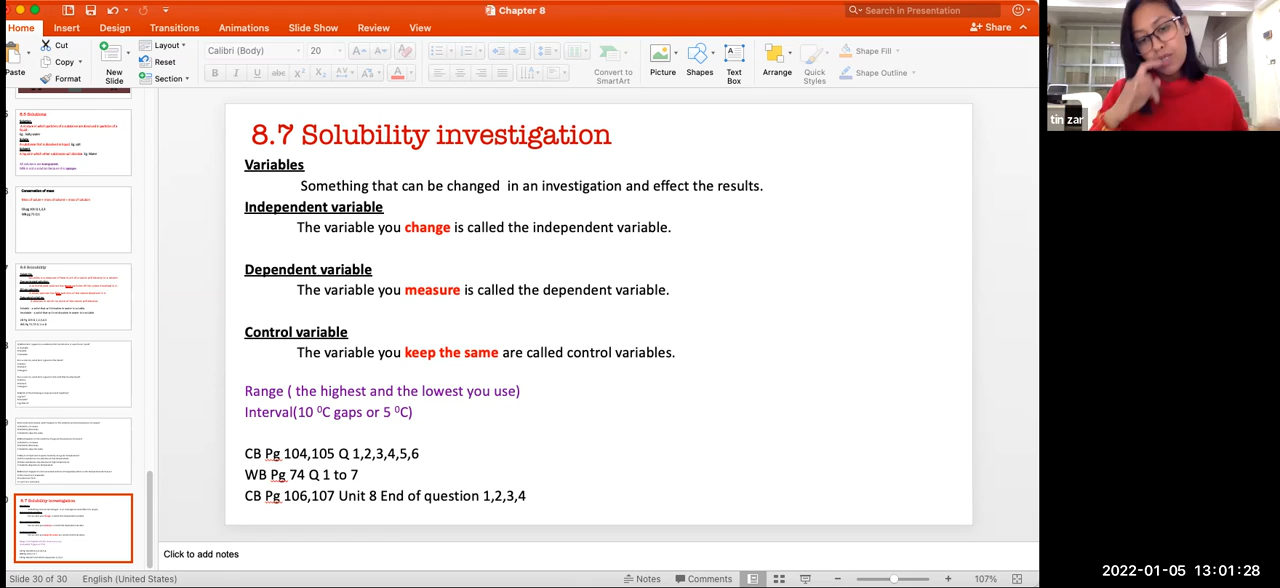 Chapter 8
Search in Presentation
Home Insert Design Transitions Animations Slide Show Review View
Share
Paste
Cut
Copy
Format
New Slide
Layout
Reset
Section
Calibri (Body) 20
B I U abc X² X₂
Convert to SmartArt
Picture
Shapes
Text Box
Arrange
Quick Styles
Shape Fill
Shape Outline
tin zar
8.7 Solubility investigation
Variables
Something that can be changed in an investigation and effect the results.
Independent variable
The variable you change is called the independent variable.
Dependent variable
The variable you measure is called the dependent variable.
Control variable
The variable you keep the same are called control variables.
Range ( the highest and the lowest you use)
Interval(10 ⁰C gaps or 5 ⁰C)
CB Pg 104,105 Q 1,2,3,4,5,6
WB Pg.74 Q 1 to 7
CB Pg 106,107 Unit 8 End of question 1,2,3,4
Click to add notes
Slide 30 of 30 English (United States)
Notes Comments 107%
2022-01-05 13:01:28